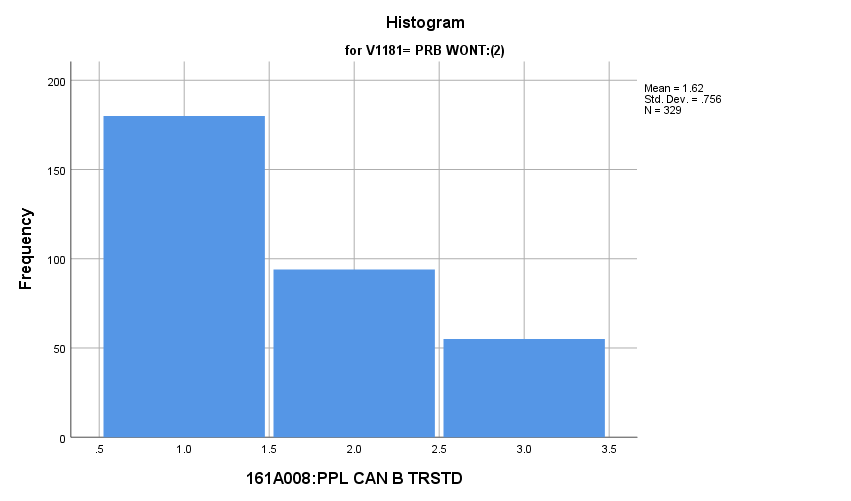 Histogram
for V1181= PRB WONT:(2)
Mean = 1.62
Std. Dev. = .756
N = 329
200
150
100
50
0
Frequency
.5 1.0 1.5 2.0 2.5 3.0 3.5
161A008:PPL CAN B TRSTD